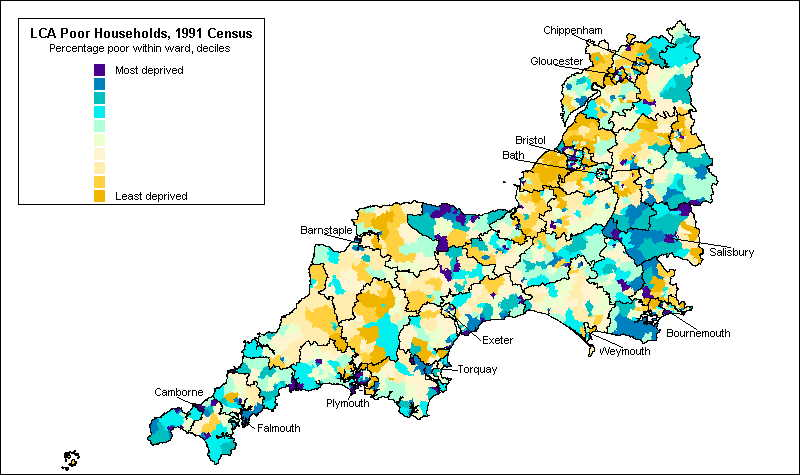 LCA Poor Households, 1991 Census
Percentage poor within ward, deciles
Most deprived
Least deprived
Chippenham
Gloucester
Bristol
Bath
Barnstaple
Salisbury
Bournemouth
Exeter
Weymouth
Torquay
Camborne
Plymouth
Falmouth